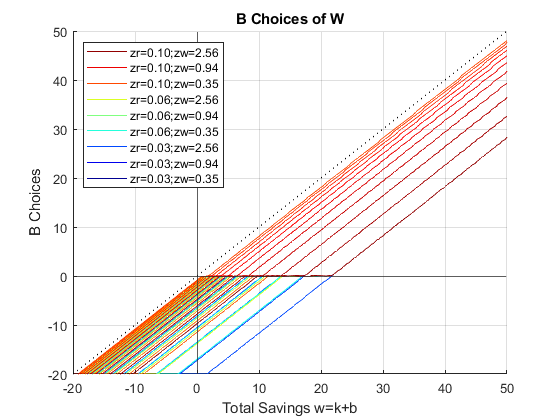 B Choices of W
zr=0.10;zw=2.56
zr=0.10;zw=0.94
zr=0.10;zw=0.35
zr=0.06;zw=2.56
zr=0.06;zw=0.94
zr=0.06;zw=0.35
zr=0.03;zw=2.56
zr=0.03;zw=0.94
zr=0.03;zw=0.35
B Choices
50
40
30
20
10
0
-10
-20
-20
-10
0
10
20
30
40
50
Total Savings w=k+b